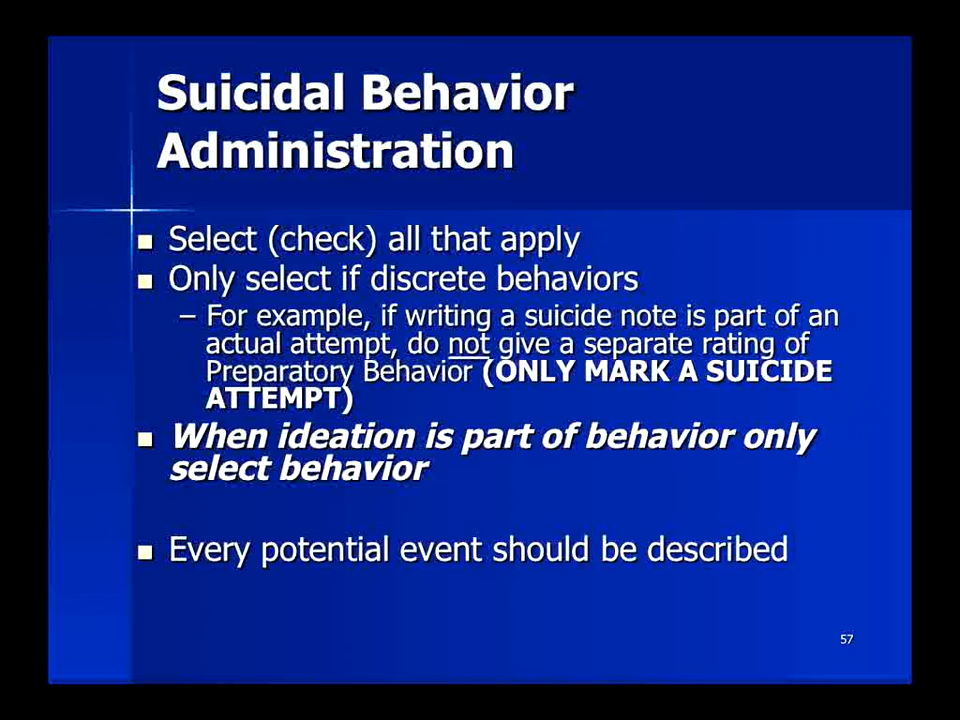 Suicidal Behavior
Administration
Select (check) all that apply
Only select if discrete behaviors
– For example, if writing a suicide note is part of an
actual attempt, do not give a separate rating of
Preparatory Behavior (ONLY MARK A SUICIDE
ATTEMPT)
When ideation is part of behavior only
select behavior
Every potential event should be described
57